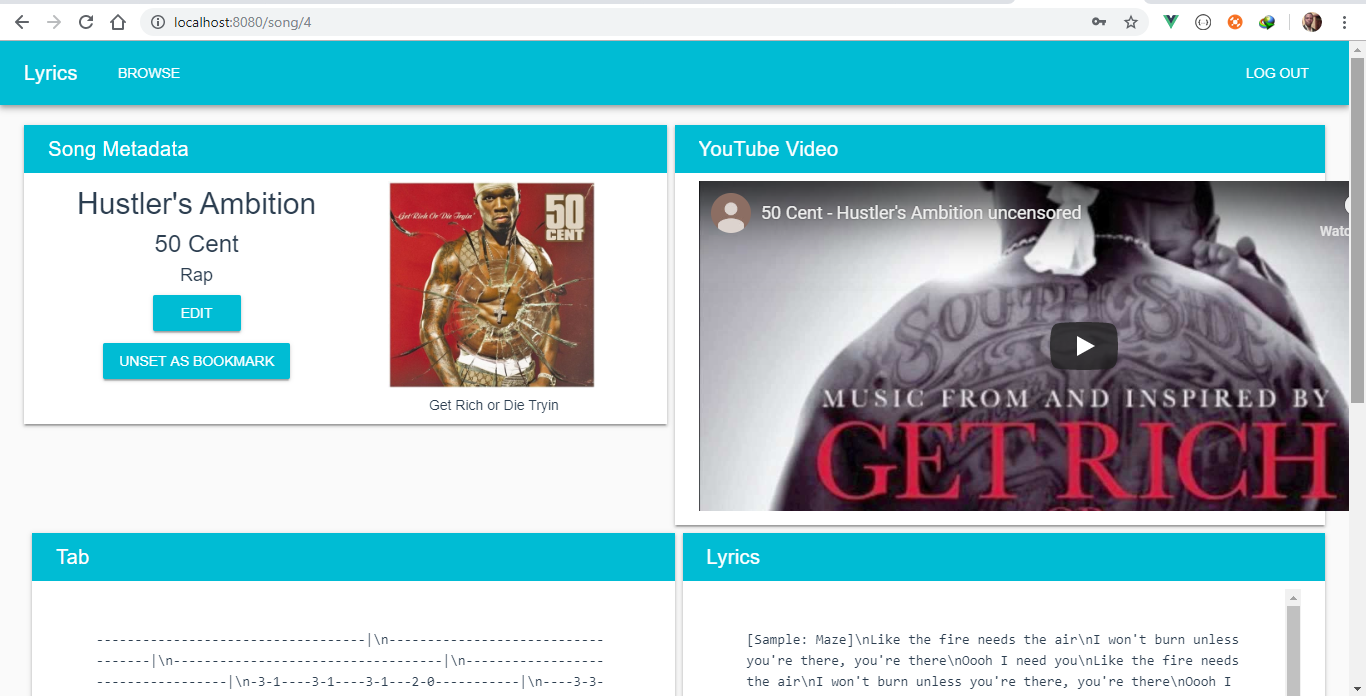 localhost:8080/song/4
Lyrics
BROWSE
LOG OUT
Song Metadata
Hustler's Ambition
50 Cent
Rap
EDIT
UNSET AS BOOKMARK
Get Rich Or Die Tryin'
50
CENT
Get Rich or Die Tryin
YouTube Video
50 Cent - Hustler's Ambition uncensored
Watc
SOUTHSIDE
MUSIC FROM AND INSPIRED BY
GET RICH
OR
Tab
-----------------------------------|\n----------------------------
-------|\n-----------------------------------|\n------------------
-----------------|\n-3-1----3-1----3-1---2-0-----------|\n----3-3-
Lyrics
[Sample: Maze]\nLike the fire needs the air\nI won't burn unless
you're there, you're there\nOooh I need you\nLike the fire needs
the air\nI won't burn unless you're there, you're there\nOooh I